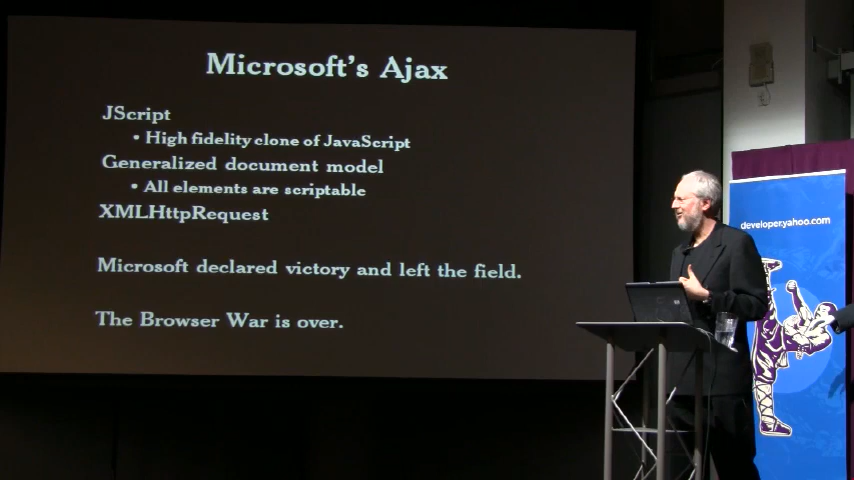 Microsoft's Ajax
JScript
• High fidelity clone of JavaScript
Generalized document model
• All elements are scriptable
XMLHttpRequest
Microsoft declared victory and left the field.
The Browser War is over.
developer.yahoo.com